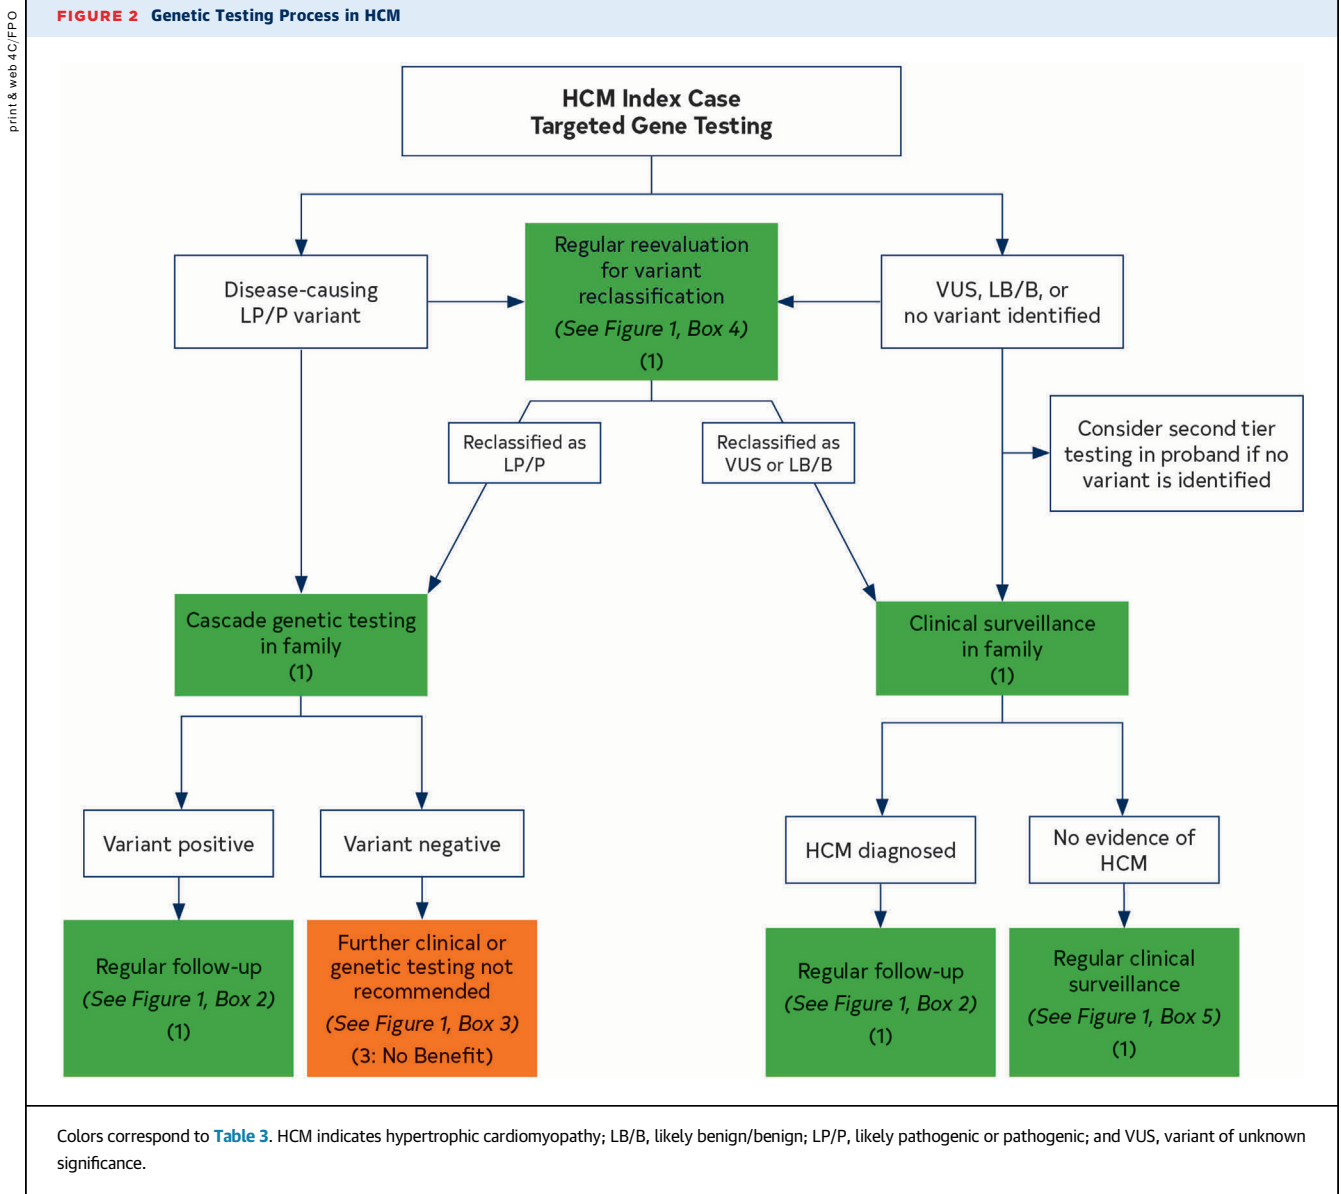 print & web 4C/FPO
FIGURE 2 Genetic Testing Process in HCM
HCM Index Case
Targeted Gene Testing
Disease-causing
LP/P variant
Regular reevaluation
for variant
reclassification
(See Figure 1, Box 4)
(1)
VUS, LB/B, or
no variant identified
Reclassified as
LP/P
Reclassified as
VUS or LB/B
Consider second tier
testing in proband if no
variant is identified
Cascade genetic testing
in family
(1)
Clinical surveillance
in family
(1)
Variant positive
Variant negative
HCM diagnosed
No evidence of
HCM
Regular follow-up
(See Figure 1, Box 2)
(1)
Further clinical or
genetic testing not
recommended
(See Figure 1, Box 3)
(3: No Benefit)
Regular follow-up
(See Figure 1, Box 2)
(1)
Regular clinical
surveillance
(See Figure 1, Box 5)
(1)
Colors correspond to Table 3. HCM indicates hypertrophic cardiomyopathy; LB/B, likely benign/benign; LP/P, likely pathogenic or pathogenic; and VUS, variant of unknown
significance.